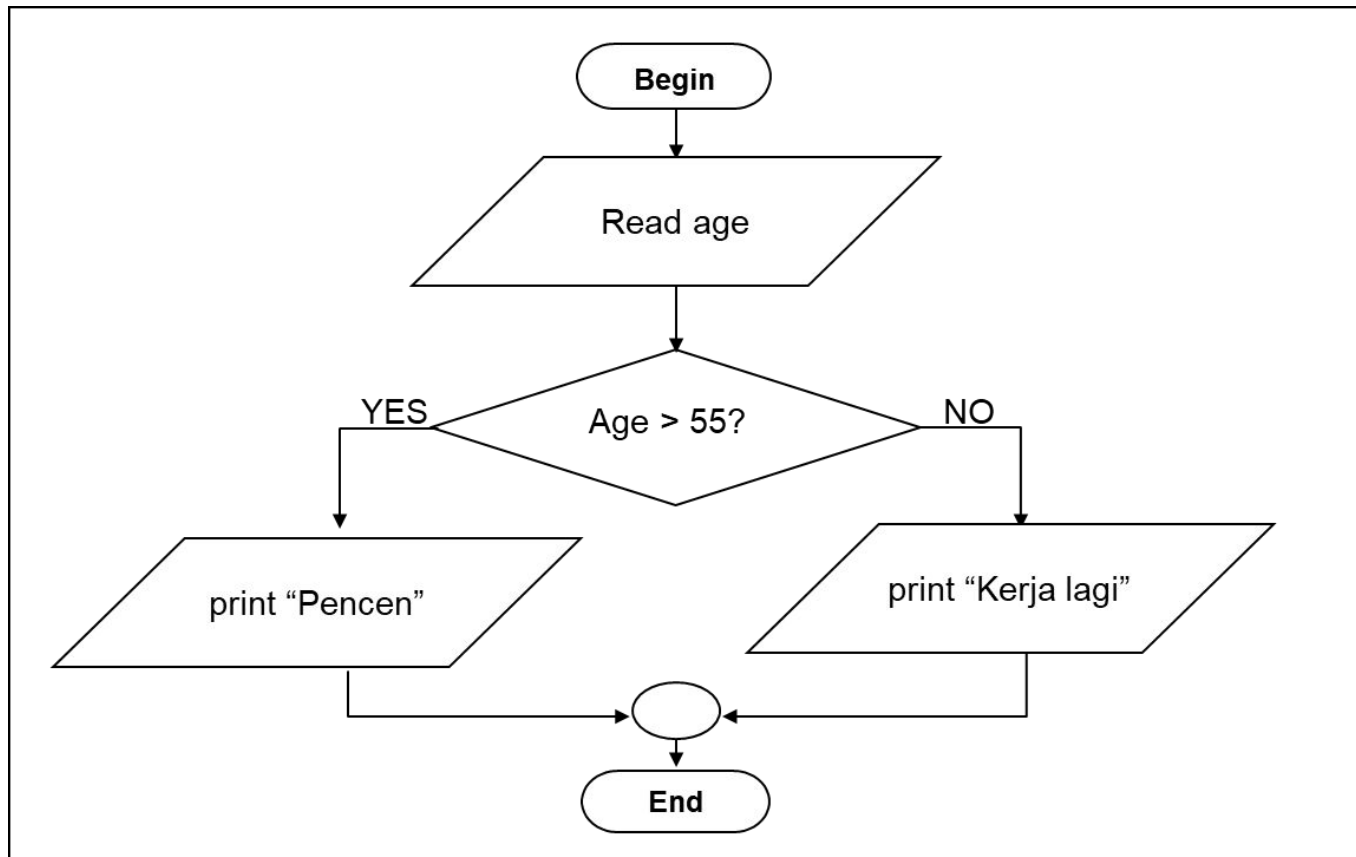 Begin
Read age
YES
Age > 55?
NO
print “Pencen”
print “Kerja lagi”
End